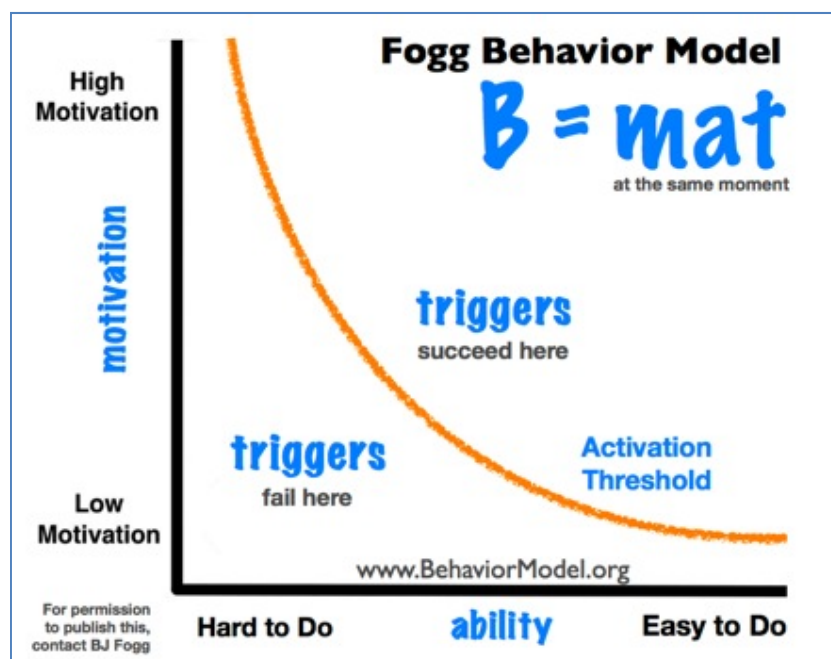 Fogg Behavior Model
B = mat
at the same moment
High
Motivation
motivation
triggers
succeed here
triggers
fail here
Activation
Threshold
Low
Motivation
www.BehaviorModel.org
For permission
to publish this,
contact BJ Fogg
Hard to Do
ability
Easy to Do